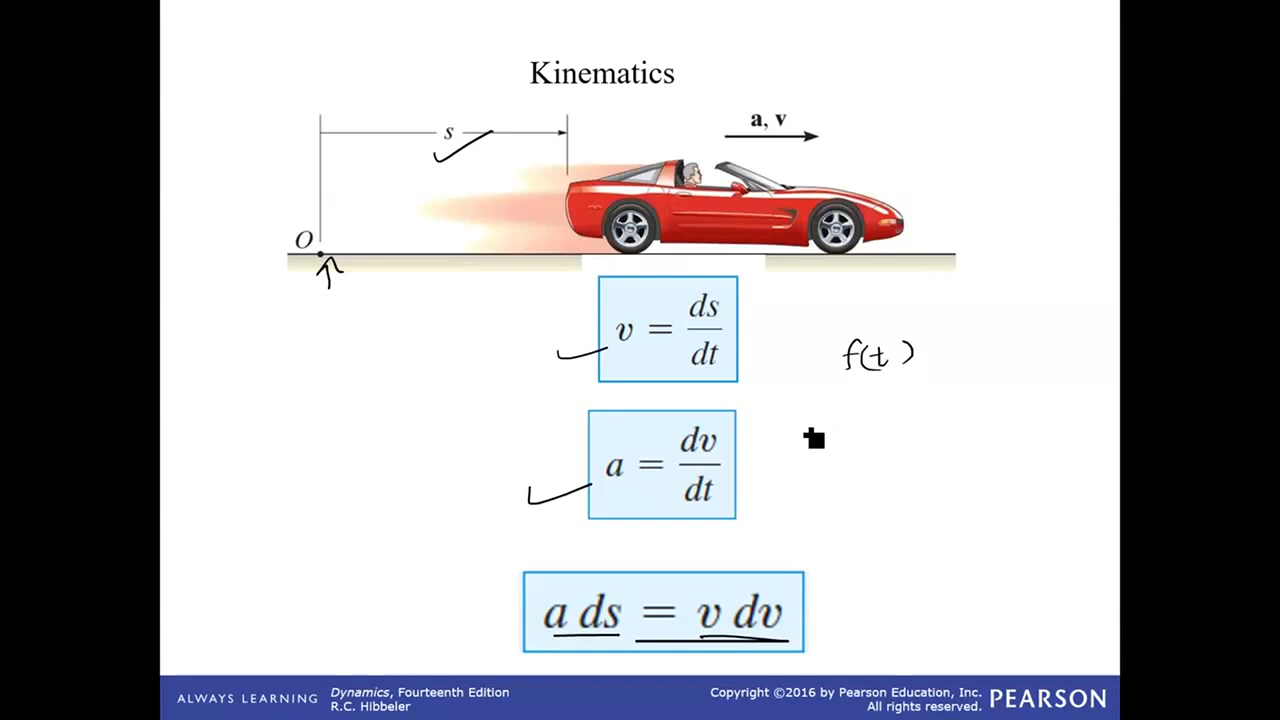 Kinematics
s
a, v
O
v = ds/dt
f(t)
a = dv/dt
a ds = v dv
ALWAYS LEARNING
Dynamics, Fourteenth Edition
R.C. Hibbeler
Copyright ©2016 by Pearson Education, Inc.
All rights reserved.
PEARSON